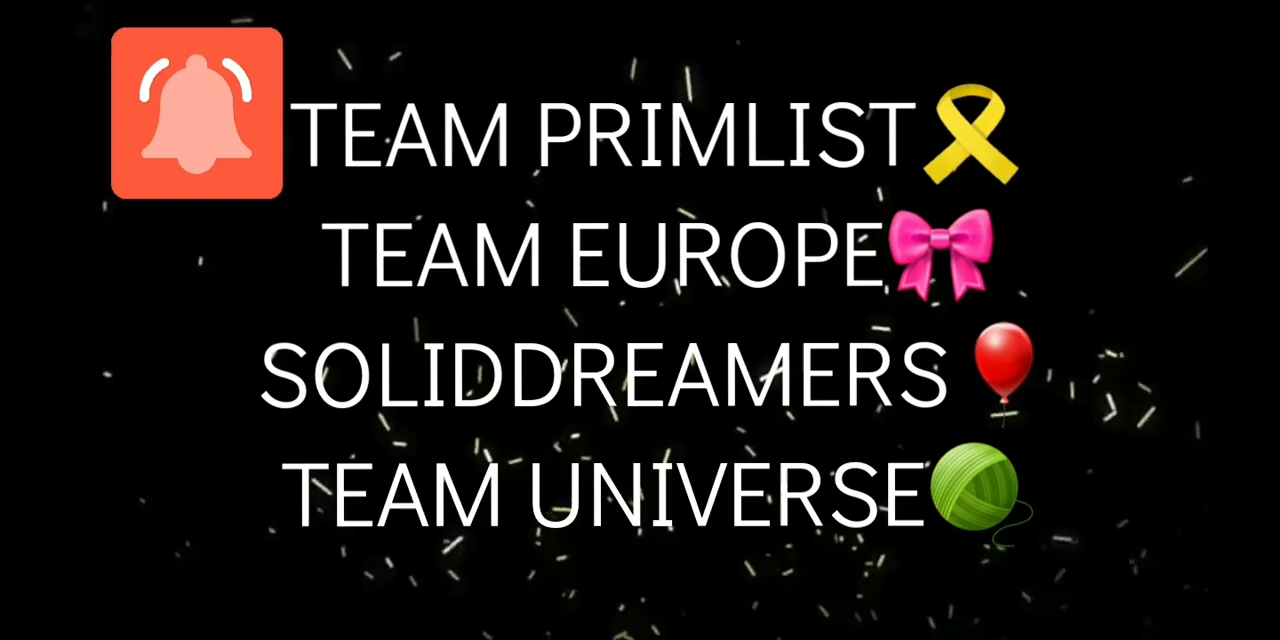 TEAM PRIMLIST🎗
TEAM EUROPE🎀
SOLIDDREAMERS 🎈
TEAM UNIVERSE🧶